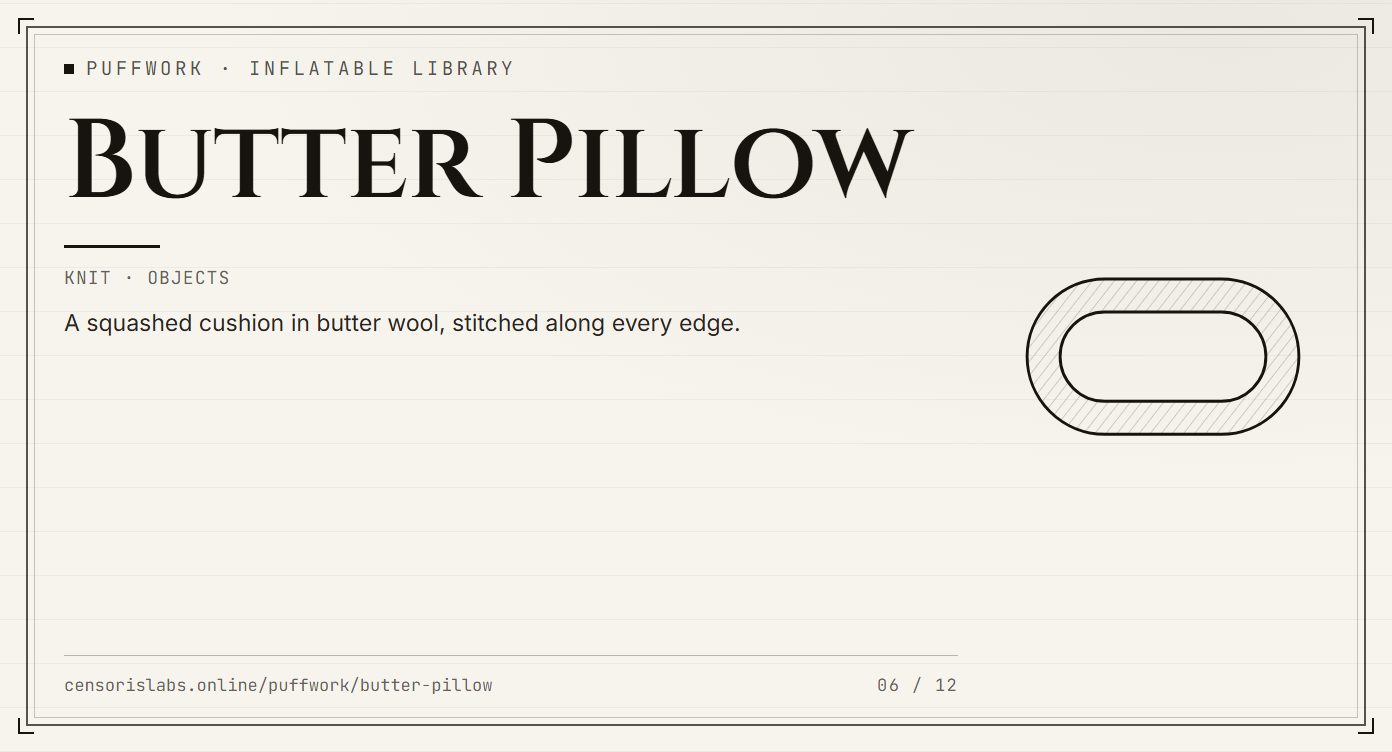 PUFFWORK · INFLATABLE LIBRARY
Butter Pillow
KNIT · OBJECTS
A squashed cushion in butter wool, stitched along every edge.
censorislabs.online/puffwork/butter-pillow
06 / 12